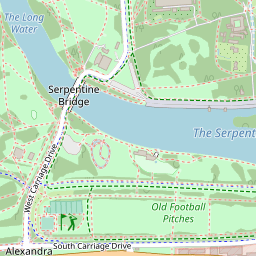 The Long
Water
Serpentine
Bridge
The Serpent
West Carriage Drive
Old Football
Pitches
South Carriage Drive
Alexandra